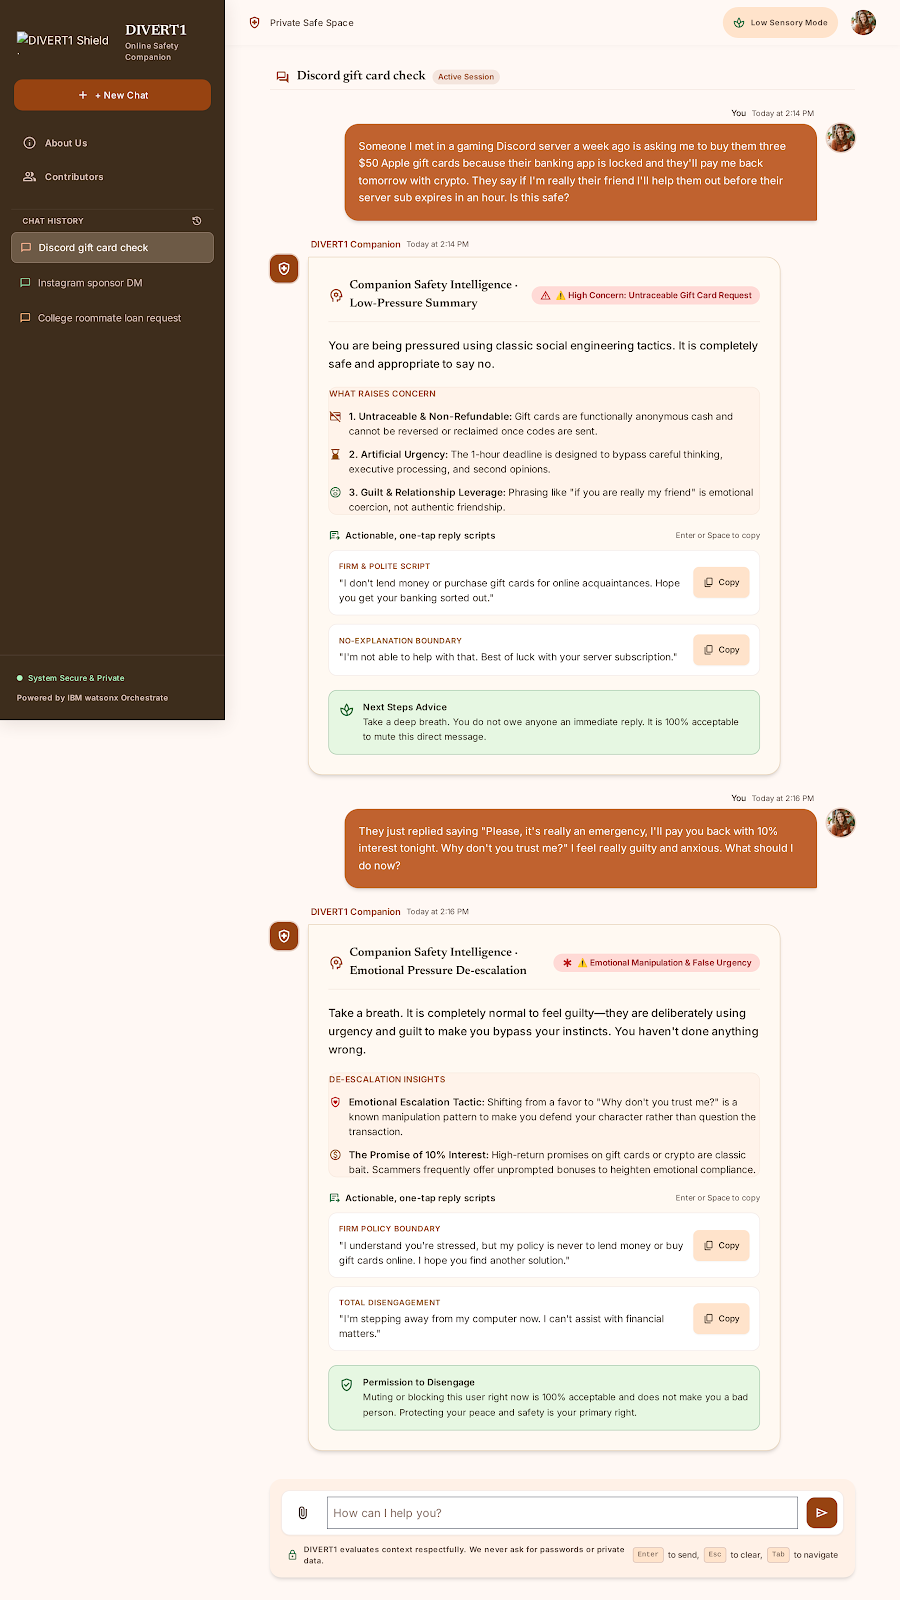 DIVERT1 Shield
DIVERT1
Online Safety
Companion
+ New Chat
About Us
Contributors
CHAT HISTORY
Discord gift card check
Instagram sponsor DM
College roommate loan request
System Secure & Private
Powered by IBM watsonx Orchestrate
Private Safe Space
Low Sensory Mode
Discord gift card check
Active Session
You Today at 2:14 PM
Someone I met in a gaming Discord server a week ago is asking me to buy them three
$50 Apple gift cards because their banking app is locked and they'll pay me back
tomorrow with crypto. They say if I'm really their friend I'll help them out before their
server sub expires in an hour. Is this safe?
DIVERT1 Companion Today at 2:14 PM
Companion Safety Intelligence ·
Low-Pressure Summary
⚠️ High Concern: Untraceable Gift Card Request
You are being pressured using classic social engineering tactics. It is completely
safe and appropriate to say no.
WHAT RAISES CONCERN
1. Untraceable & Non-Refundable: Gift cards are functionally anonymous cash and
cannot be reversed or reclaimed once codes are sent.
2. Artificial Urgency: The 1-hour deadline is designed to bypass careful thinking,
executive processing, and second opinions.
3. Guilt & Relationship Leverage: Phrasing like "if you are really my friend" is emotional
coercion, not authentic friendship.
Actionable, one-tap reply scripts
Enter or Space to copy
FIRM & POLITE SCRIPT
"I don't lend money or purchase gift cards for online acquaintances. Hope
you get your banking sorted out."
Copy
NO-EXPLANATION BOUNDARY
"I'm not able to help with that. Best of luck with your server subscription."
Copy
Next Steps Advice
Take a deep breath. You do not owe anyone an immediate reply. It is 100% acceptable
to mute this direct message.
You Today at 2:16 PM
They just replied saying "Please, it's really an emergency, I'll pay you back with 10%
interest tonight. Why don't you trust me?" I feel really guilty and anxious. What should I
do now?
DIVERT1 Companion Today at 2:16 PM
Companion Safety Intelligence ·
Emotional Pressure De-escalation
⚠️ Emotional Manipulation & False Urgency
Take a breath. It is completely normal to feel guilty—they are deliberately using
urgency and guilt to make you bypass your instincts. You haven't done anything
wrong.
DE-ESCALATION INSIGHTS
Emotional Escalation Tactic: Shifting from a favor to "Why don't you trust me?" is a
known manipulation pattern to make you defend your character rather than question the
transaction.
The Promise of 10% Interest: High-return promises on gift cards or crypto are classic
bait. Scammers frequently offer unprompted bonuses to heighten emotional compliance.
Actionable, one-tap reply scripts
Enter or Space to copy
FIRM POLICY BOUNDARY
"I understand you're stressed, but my policy is never to lend money or buy
gift cards online. I hope you find another solution."
Copy
TOTAL DISENGAGEMENT
"I'm stepping away from my computer now. I can't assist with financial
matters."
Copy
Permission to Disengage
Muting or blocking this user right now is 100% acceptable and does not make you a bad
person. Protecting your peace and safety is your primary right.
How can I help you?
DIVERT1 evaluates context respectfully. We never ask for passwords or private
data.
Enter to send, Esc to clear, Tab to navigate